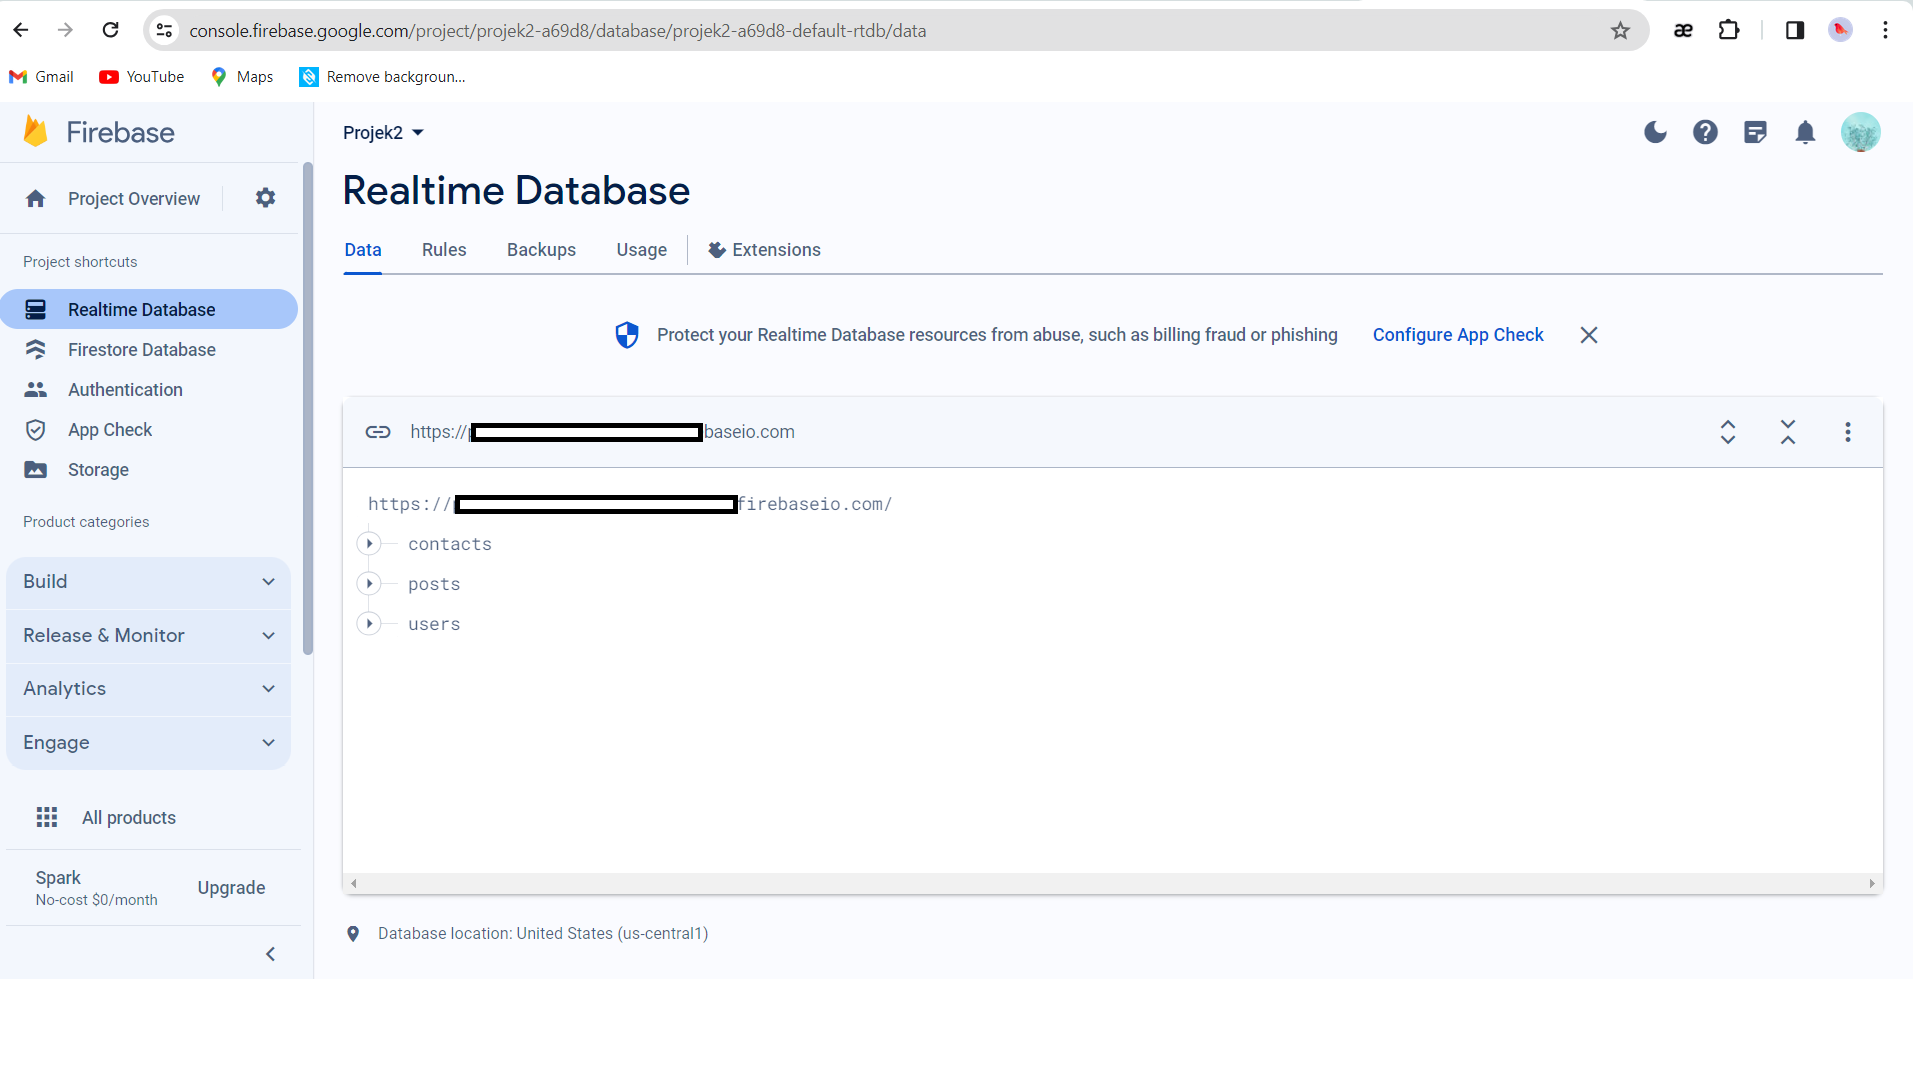 console.firebase.google.com/project/projek2-a69d8/database/projek2-a69d8-default-rtdb/data
æ
Gmail YouTube Maps Remove backgroun...
Firebase
Project Overview
Project shortcuts
Realtime Database
Firestore Database
Authentication
App Check
Storage
Product categories
Build
Release & Monitor
Analytics
Engage
All products
Spark
No-cost $0/month
Upgrade
Projek2
Realtime Database
Data Rules Backups Usage Extensions
Protect your Realtime Database resources from abuse, such as billing fraud or phishing Configure App Check
https://p baseio.com
https://p firebaseio.com/
contacts
posts
users
Database location: United States (us-central1)